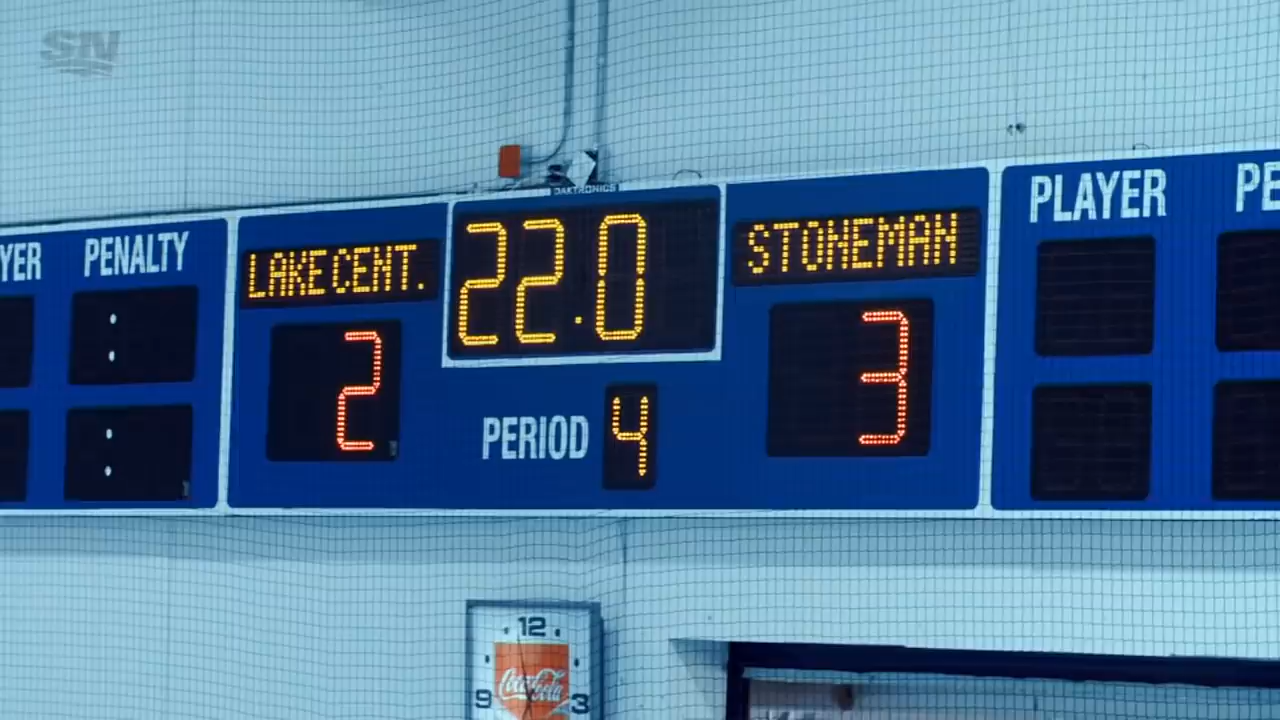 SN
DAKTRONICS
YER PENALTY
LAKE CENT.
22.0
STONEMAN
PLAYER PE
2
PERIOD 4
3
12
Coca-Cola
9 3